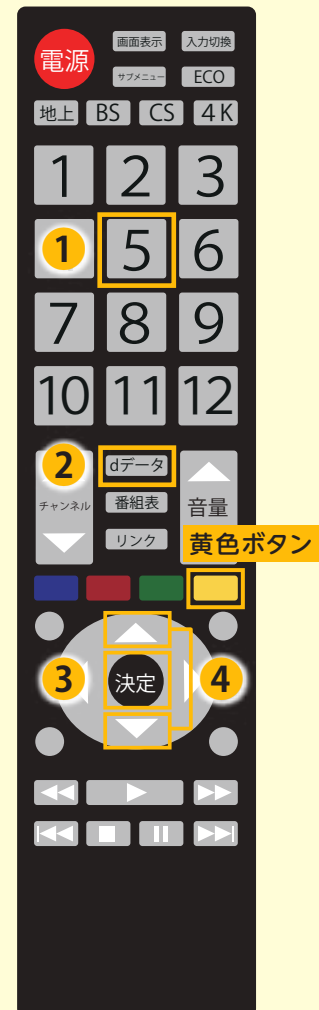 電源
画面表示
入力切換
サブメニュー
ECO
地上
BS
CS
4K
1
2
3
1
5
6
7
8
9
10
11
12
2
dデータ
チャンネル
番組表
音量
リンク
黄色ボタン
3
決定
4